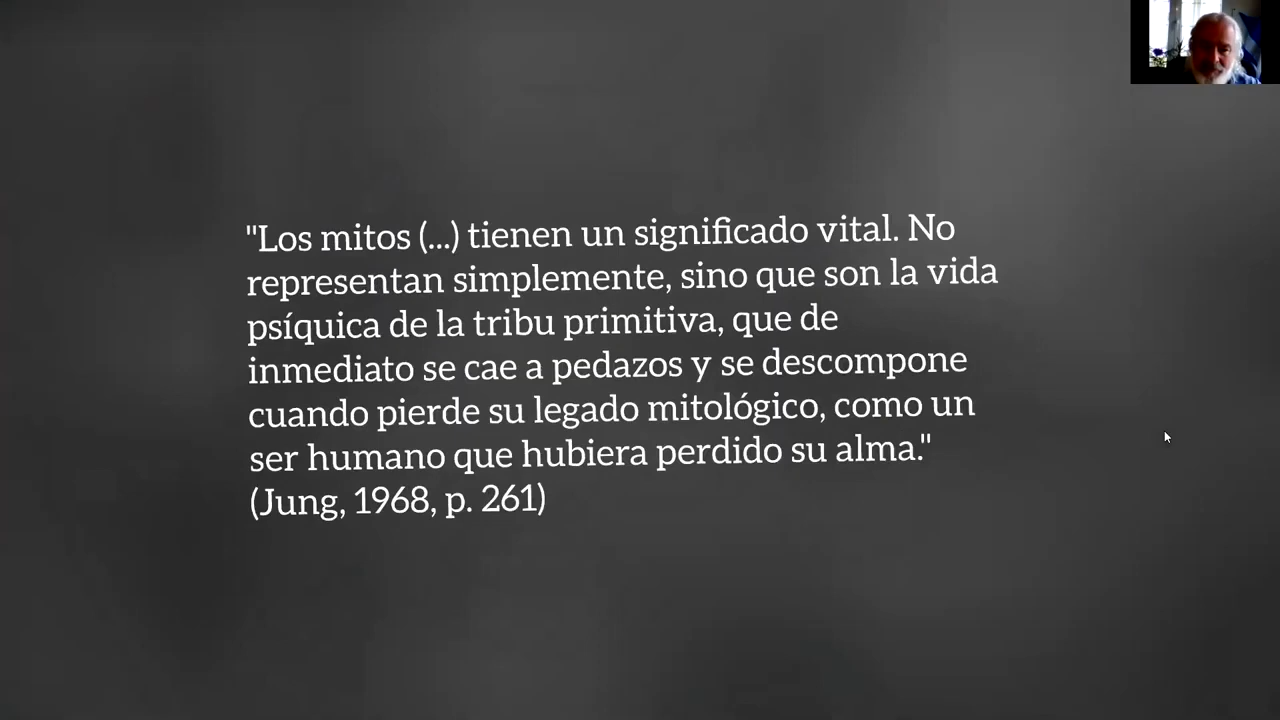 "Los mitos (...) tienen un significado vital. No
representan simplemente, sino que son la vida
psíquica de la tribu primitiva, que de
inmediato se cae a pedazos y se descompone
cuando pierde su legado mitológico, como un
ser humano que hubiera perdido su alma."
(Jung, 1968, p. 261)